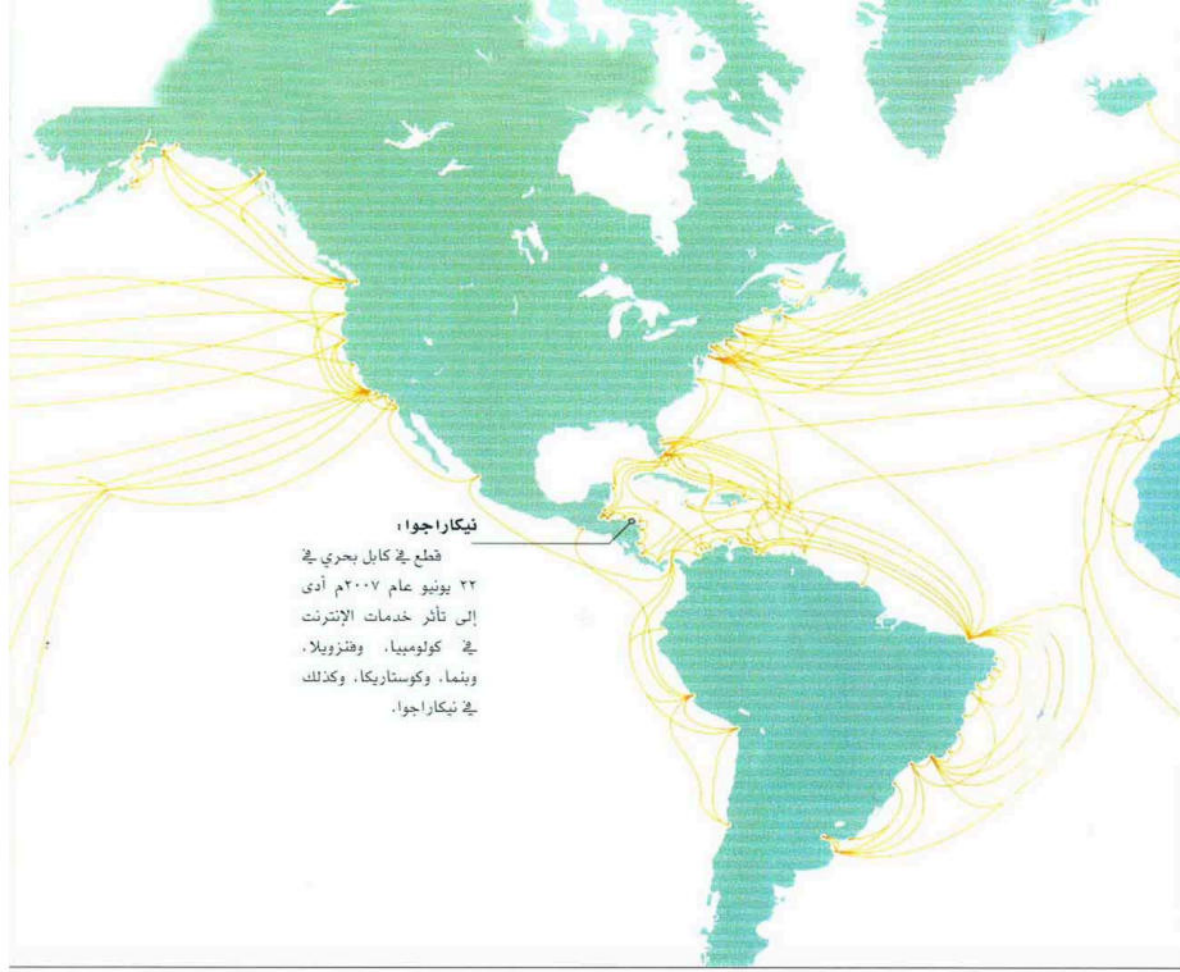 نيكاراجوا:
قطع في كابل بحري في
٢٢ يونيو عام ٢٠٠٧م أدى
إلى تأثر خدمات الإنترنت
في كولومبيا، وفنزويلا،
وبنما، وكوستاريكا، وكذلك
في نيكاراجوا.